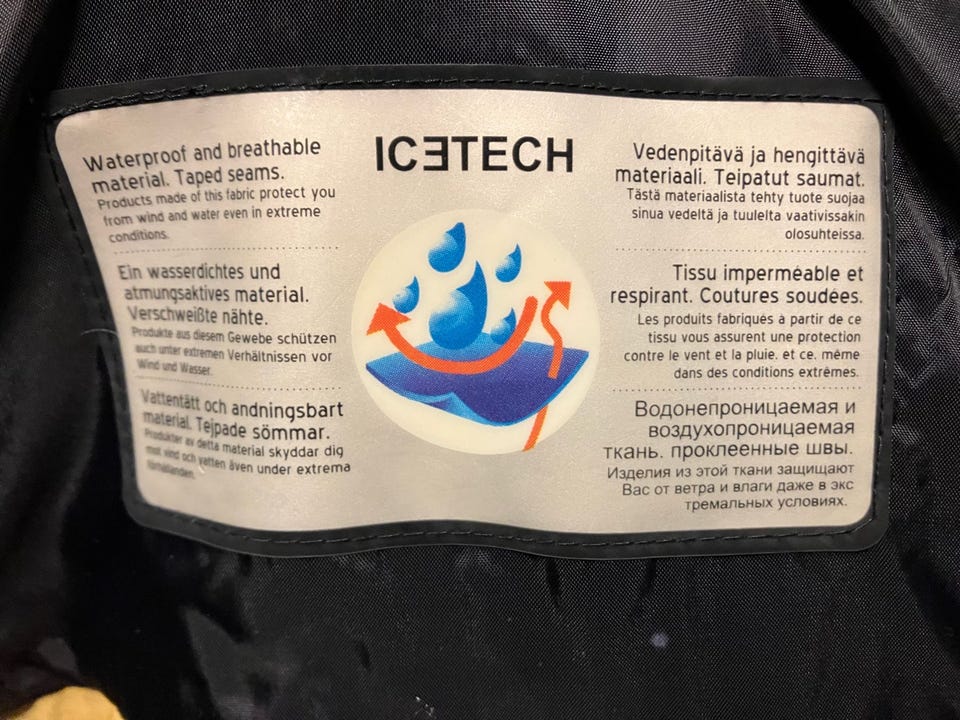 ICƎTECH
Waterproof and breathable
material. Taped seams.
Products made of this fabric protect you
from wind and water even in extreme
conditions.
Ein wasserdichtes und
atmungsaktives material.
Verschweißte nähte.
Produkte aus diesem Gewebe schützen
auch unter extremen Verhältnissen vor
Wind und Wasser.
Vattentätt och andningsbart
material. Tejpade sömmar.
Produkter av detta material skyddar dig
mot vind och vatten även under extrema
förhållanden.
Vedenpitävä ja hengittävä
materiaali. Teipatut saumat.
Tästä materiaalista tehty tuote suojaa
sinua vedeltä ja tuulelta vaativissakin
olosuhteissa.
Tissu imperméable et
respirant. Coutures soudées.
Les produits fabriqués à partir de ce
tissu vous assurent une protection
contre le vent et la pluie. et ce. même
dans des conditions extrêmes.
Водонепроницаемая и
воздухопроницаемая
ткань. проклеенные швы.
Изделия из этой ткани защищают
Вас от ветра и влаги даже в экс
тремальных условиях.